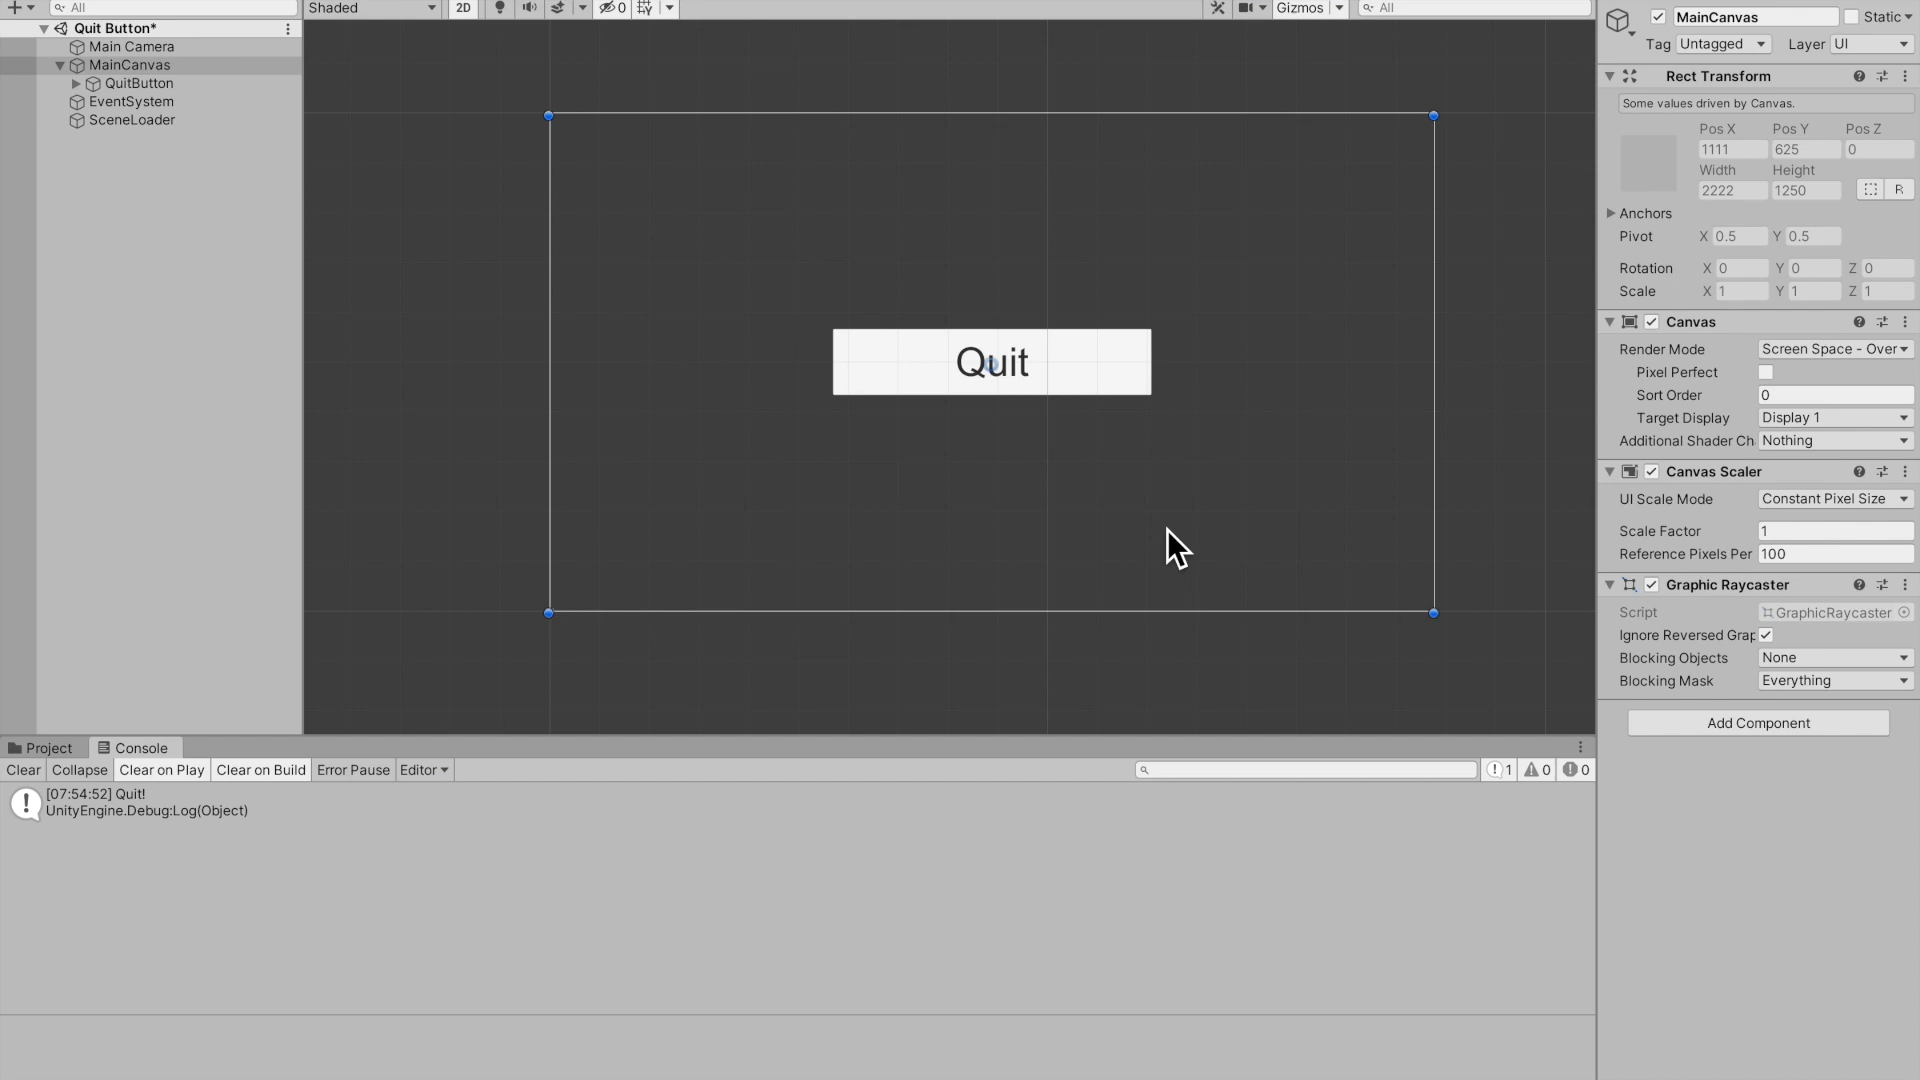 All
Quit Button*
Main Camera
MainCanvas
QuitButton
EventSystem
SceneLoader
Shaded
2D
0
Gizmos
All
Quit
MainCanvas
Static
Tag Untagged
Layer UI
Rect Transform
Some values driven by Canvas.
Pos X Pos Y Pos Z
1111 625 0
Width Height
2222 1250
R
Anchors
Pivot X 0.5 Y 0.5
Rotation X 0 Y 0 Z 0
Scale X 1 Y 1 Z 1
Canvas
Render Mode Screen Space - Over
Pixel Perfect
Sort Order 0
Target Display Display 1
Additional Shader Ch Nothing
Canvas Scaler
UI Scale Mode Constant Pixel Size
Scale Factor 1
Reference Pixels Per 100
Graphic Raycaster
Script GraphicRaycaster
Ignore Reversed Grap
Blocking Objects None
Blocking Mask Everything
Add Component
Project Console
Clear Collapse Clear on Play Clear on Build Error Pause Editor
1 0 0
[07:54:52] Quit!
UnityEngine.Debug:Log(Object)